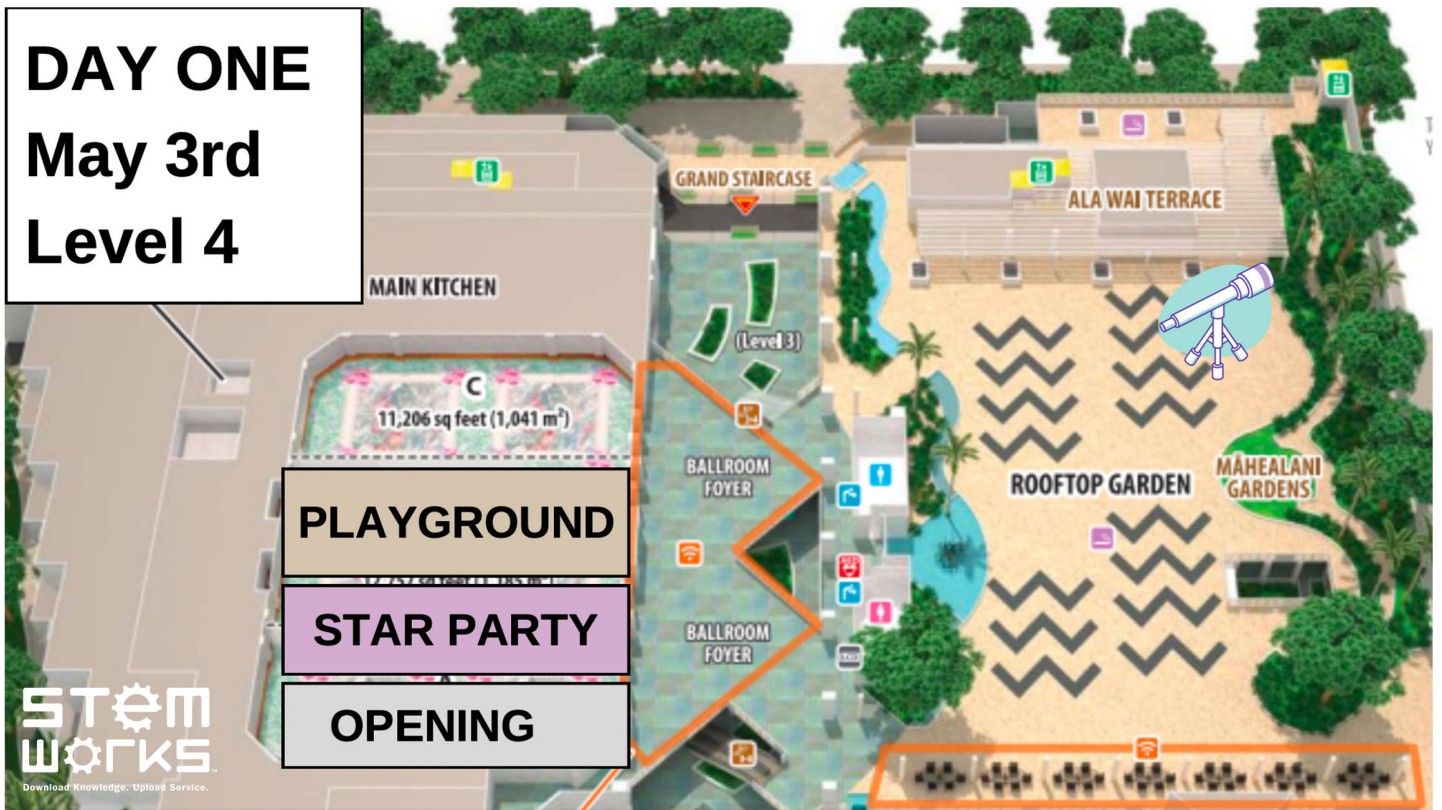 DAY ONE
May 3rd
Level 4
GRAND STAIRCASE
ALA WAI TERRACE
MAIN KITCHEN
(Level 3)
C
11,206 sq feet (1,041 m²)
BALLROOM
FOYER
ROOFTOP GARDEN
MĀHEALANI
GARDENS
PLAYGROUND
STAR PARTY
BALLROOM
FOYER
OPENING
STEM
WORKS
Download Knowledge. Upload Service.